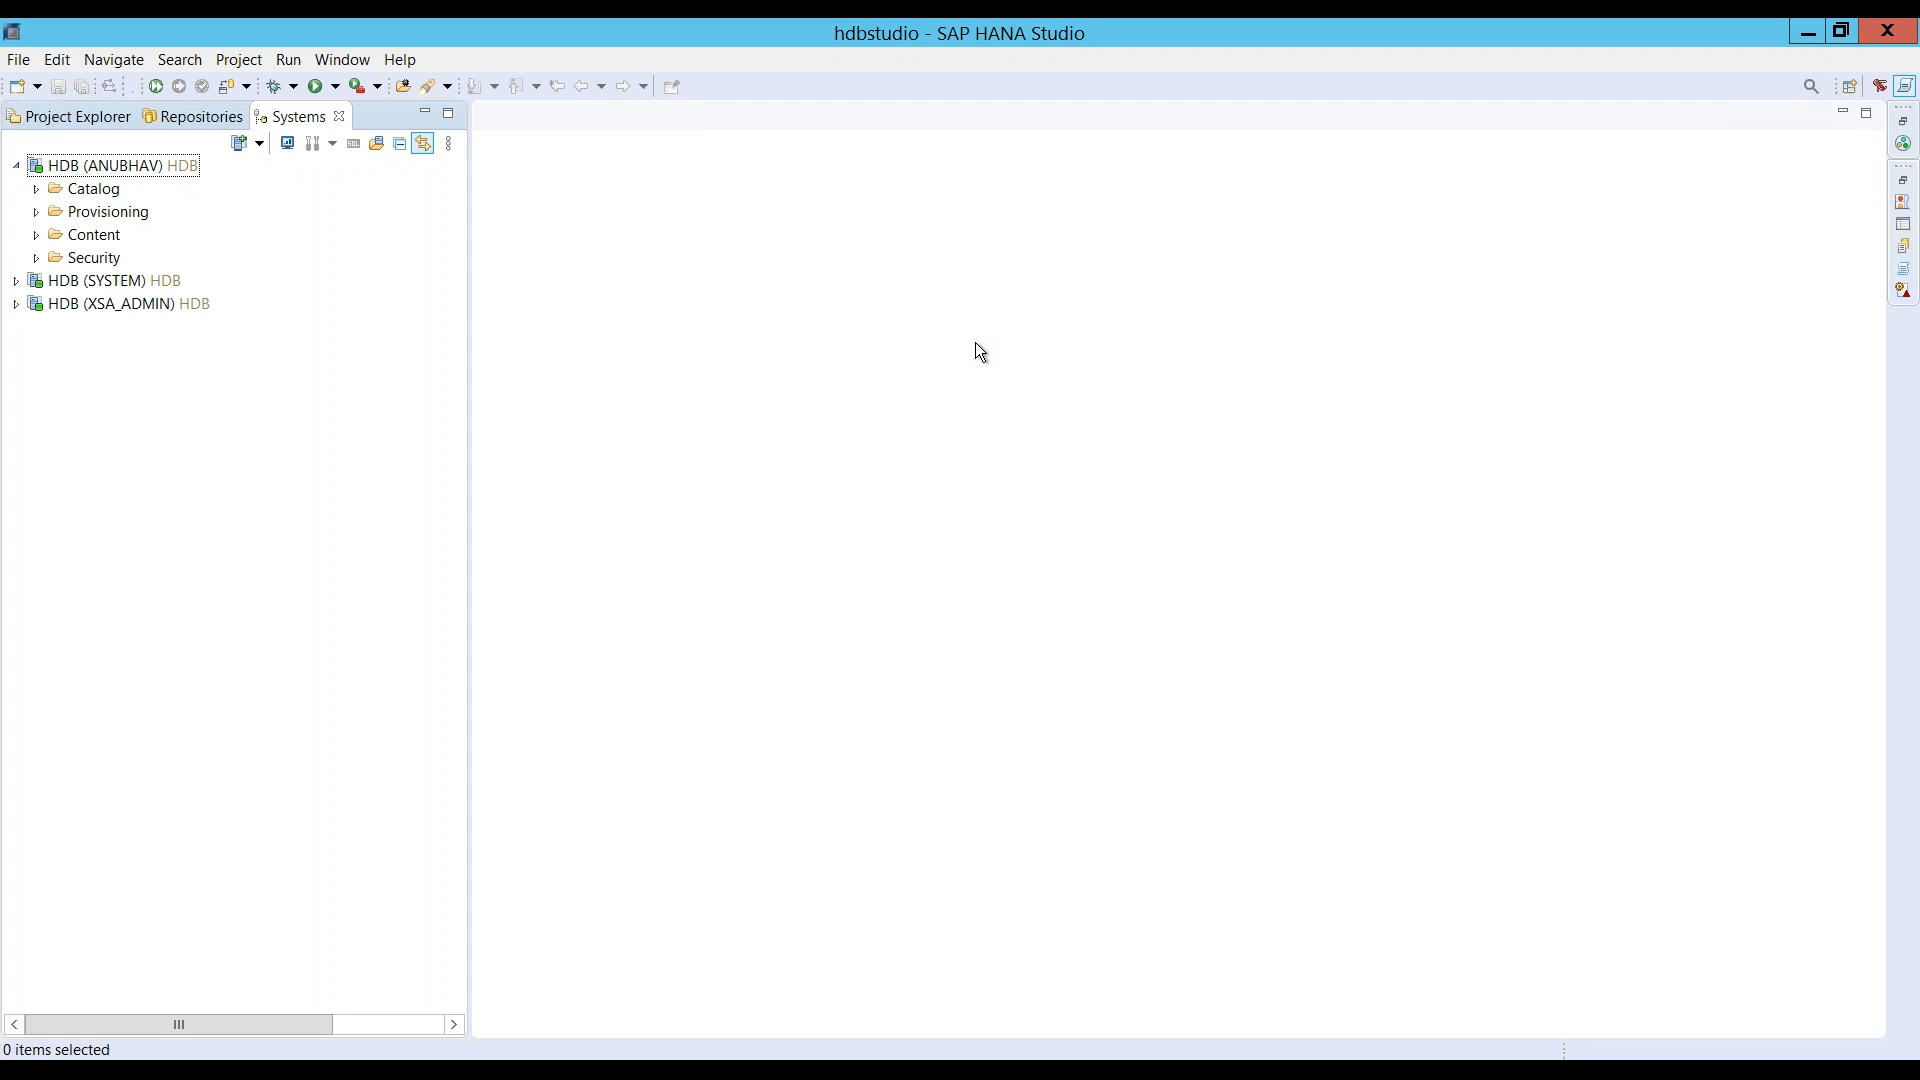 hdbstudio - SAP HANA Studio
File Edit Navigate Search Project Run Window Help
Project Explorer Repositories Systems
HDB (ANUBHAV) HDB
Catalog
Provisioning
Content
Security
HDB (SYSTEM) HDB
HDB (XSA_ADMIN) HDB
0 items selected